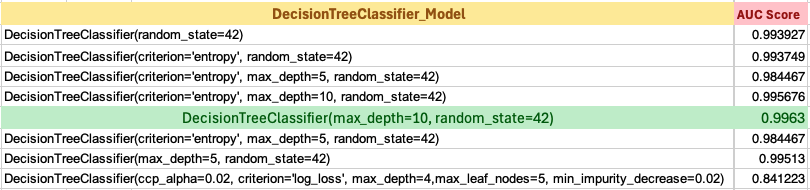 DecisionTreeClassifier_Model AUC Score
DecisionTreeClassifier(random_state=42) 0.993927
DecisionTreeClassifier(criterion='entropy', random_state=42) 0.993749
DecisionTreeClassifier(criterion='entropy', max_depth=5, random_state=42) 0.984467
DecisionTreeClassifier(criterion='entropy', max_depth=10, random_state=42) 0.995676
DecisionTreeClassifier(max_depth=10, random_state=42) 0.9963
DecisionTreeClassifier(criterion='entropy', max_depth=5, random_state=42) 0.984467
DecisionTreeClassifier(max_depth=5, random_state=42) 0.99513
DecisionTreeClassifier(ccp_alpha=0.02, criterion='log_loss', max_depth=4,max_leaf_nodes=5, min_impurity_decrease=0.02) 0.841223